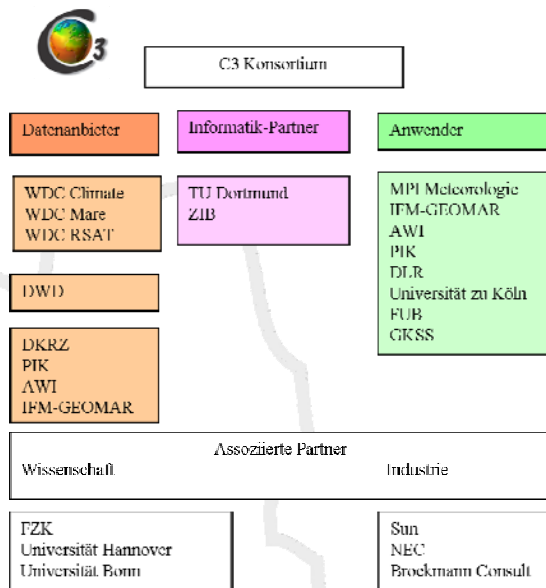 C3
C3 Konsortium
Datenanbieter
Informatik-Partner
Anwender
WDC Climate
WDC Mare
WDC RSAT
DWD
DKRZ
PIK
AWI
IFM-GEOMAR
TU Dortmund
ZIB
MPI Meteorologie
IFM-GEOMAR
AWI
PIK
DLR
Universität zu Köln
FUB
GKSS
Assoziierte Partner
Wissenschaft
Industrie
FZK
Universität Hannover
Universität Bonn
Sun
NEC
Brockmann Consult